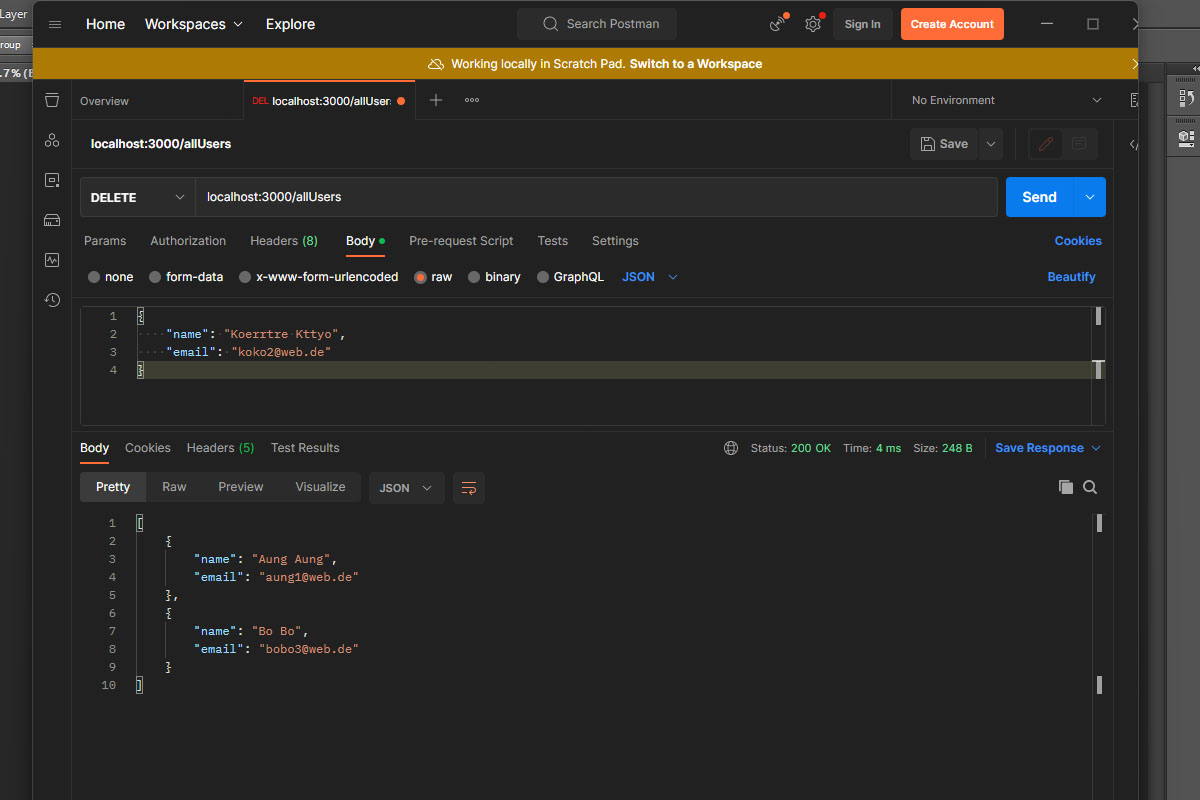 Layer
Home Workspaces Explore Search Postman Sign In Create Account
roup
Working locally in Scratch Pad. Switch to a Workspace
.7% (
Overview DEL localhost:3000/allUser No Environment
localhost:3000/allUsers Save
DELETE localhost:3000/allUsers Send
Params Authorization Headers (8) Body Pre-request Script Tests Settings Cookies
none form-data x-www-form-urlencoded raw binary GraphQL JSON Beautify
1 {
2 "name": "Koerrtre Kttyo",
3 "email": "koko2@web.de"
4 }
Body Cookies Headers (5) Test Results Status: 200 OK Time: 4 ms Size: 248 B Save Response
Pretty Raw Preview Visualize JSON
1 [
2 {
3 "name": "Aung Aung",
4 "email": "aung1@web.de"
5 },
6 {
7 "name": "Bo Bo",
8 "email": "bobo3@web.de"
9 }
10 ]